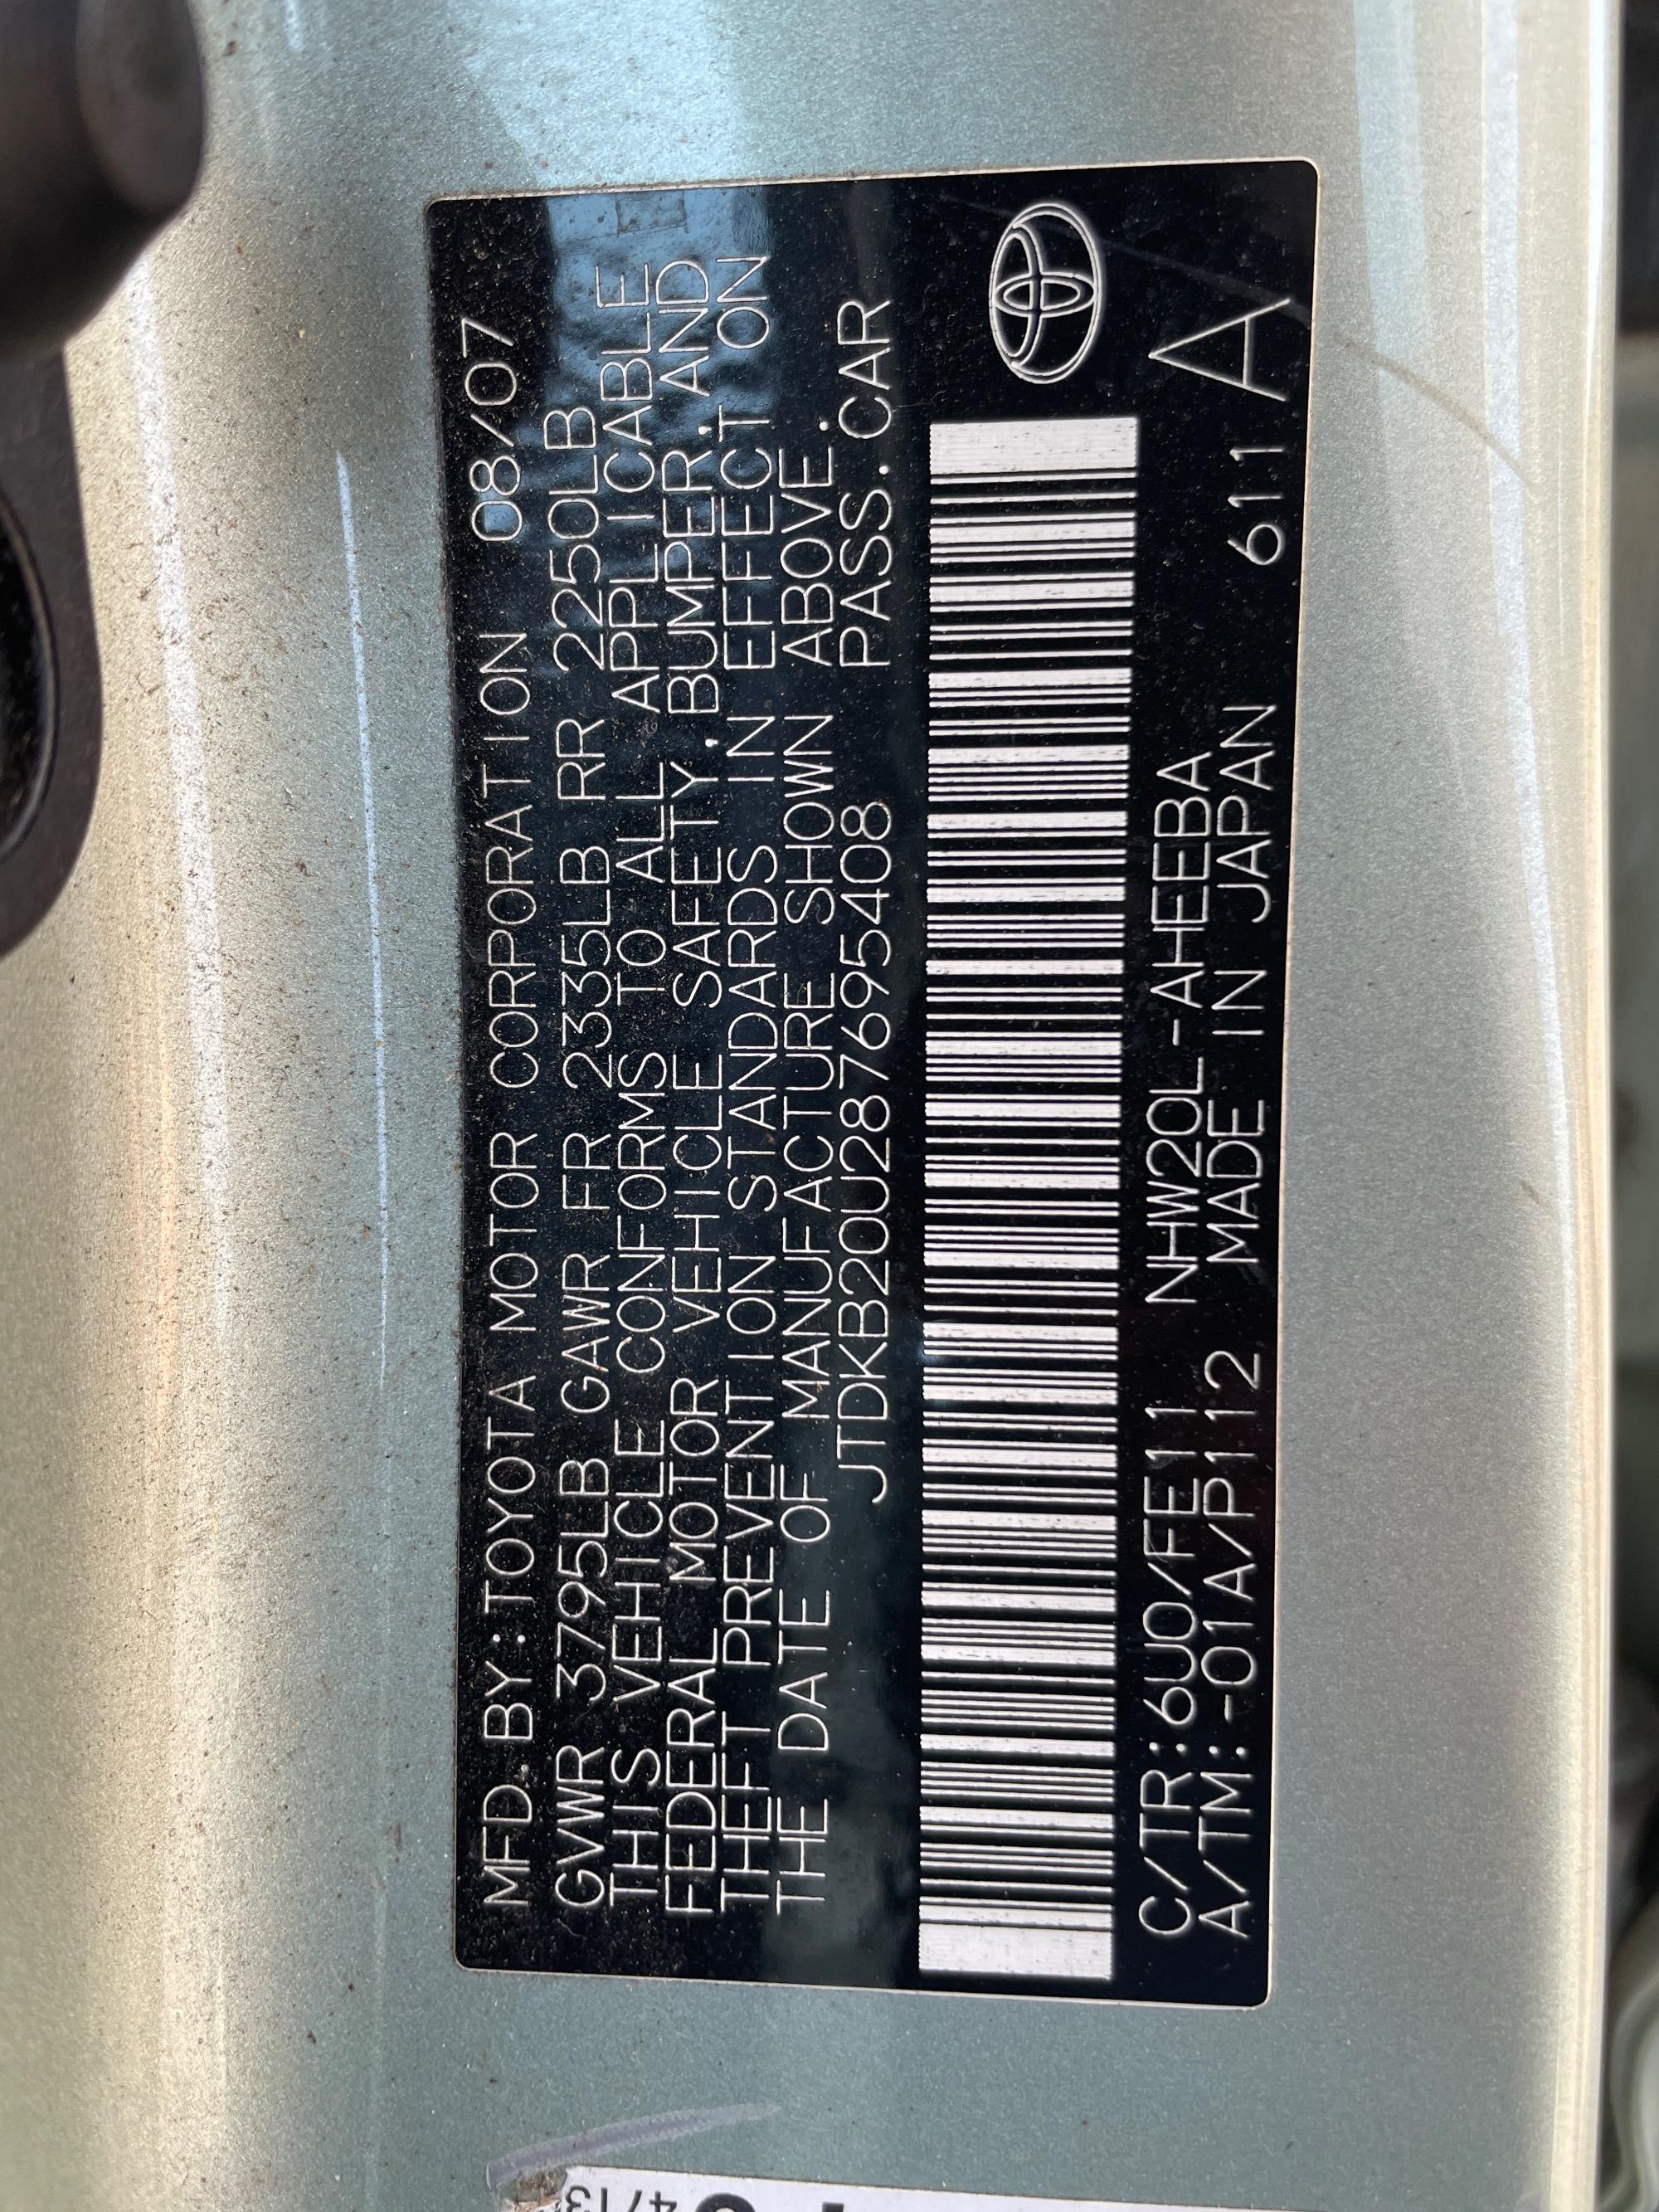 MFD.BY:TOYOTA MOTOR CORPORATION 08/07
GVWR 3795LB GAWR FR 2335LB RR 2250LB
THIS VEHICLE CONFORMS TO ALL APPLICABLE
FEDERAL MOTOR VEHICLE SAFETY, BUMPER, AND
THEFT PREVENTION STANDARDS IN EFFECT ON
THE DATE OF MANUFACTURE SHOWN ABOVE.
JTDKB20U287695408 PASS.CAR
C/TR:6U0/FE11 NHW20L-AHEEBA
A/TM:-01A/P112 MADE IN JAPAN 611 A